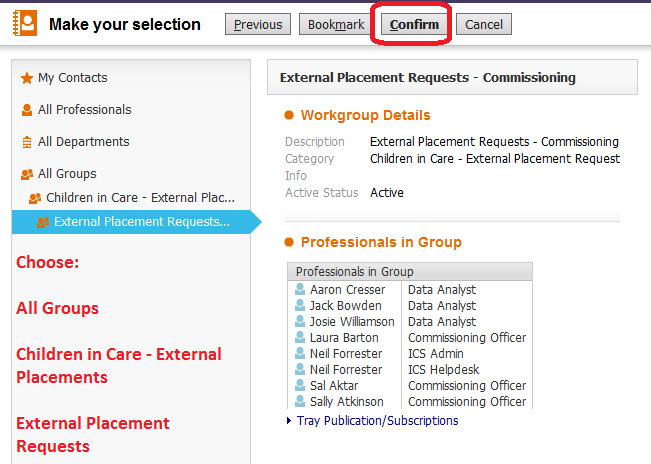 Make your selection
Previous
Bookmark
Confirm
Cancel
My Contacts
All Professionals
All Departments
All Groups
Children in Care - External Plac...
External Placement Requests...
Choose:
All Groups
Children in Care - External
Placements
External Placement
Requests
External Placement Requests - Commissioning
Workgroup Details
Description External Placement Requests - Commissioning
Category Children in Care - External Placement Request
Info
Active Status Active
Professionals in Group
Professionals in Group
Aaron Cresser Data Analyst
Jack Bowden Data Analyst
Josie Williamson Data Analyst
Laura Barton Commissioning Officer
Neil Forrester ICS Admin
Neil Forrester ICS Helpdesk
Sal Aktar Commissioning Officer
Sally Atkinson Commissioning Officer
Tray Publication/Subscriptions